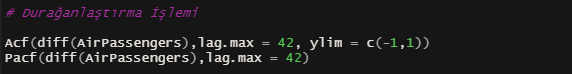 # Durağanlaştırma İşlemi
Acf(diff(AirPassengers),lag.max = 42, ylim = c(-1,1))
Pacf(diff(AirPassengers),lag.max = 42)